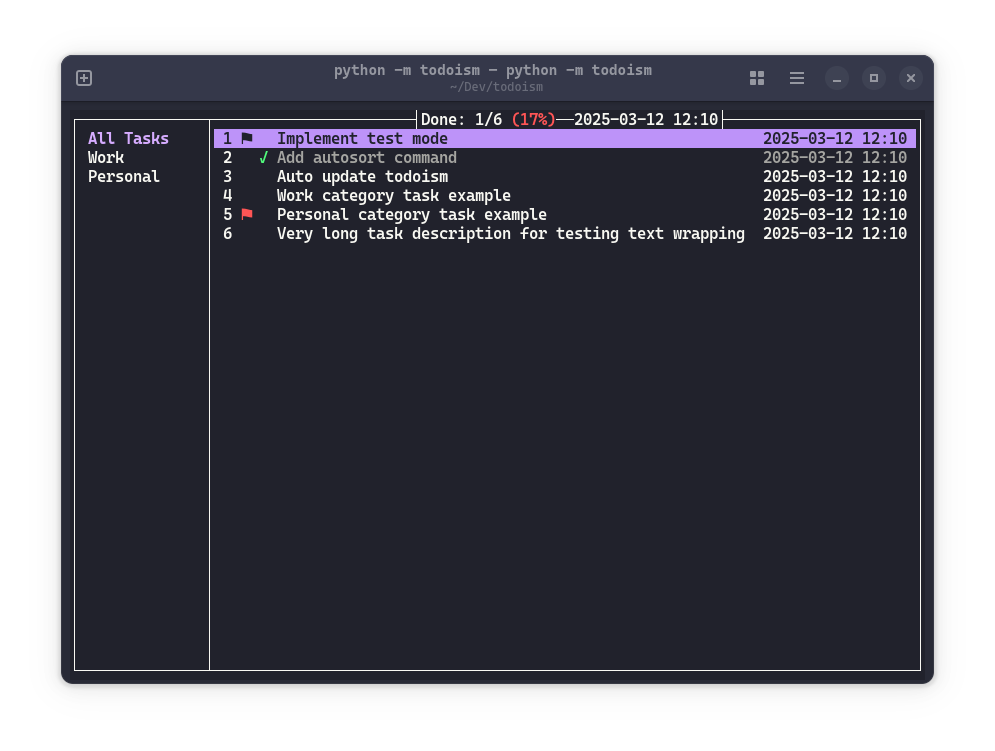 python -m todoism - python -m todoism
~/Dev/todoism
Done: 1/6 (17%)—2025-03-12 12:10
All Tasks
Work
Personal
1 Implement test mode 2025-03-12 12:10
2 ✓ Add autosort command 2025-03-12 12:10
3 Auto update todoism 2025-03-12 12:10
4 Work category task example 2025-03-12 12:10
5 Personal category task example 2025-03-12 12:10
6 Very long task description for testing text wrapping 2025-03-12 12:10